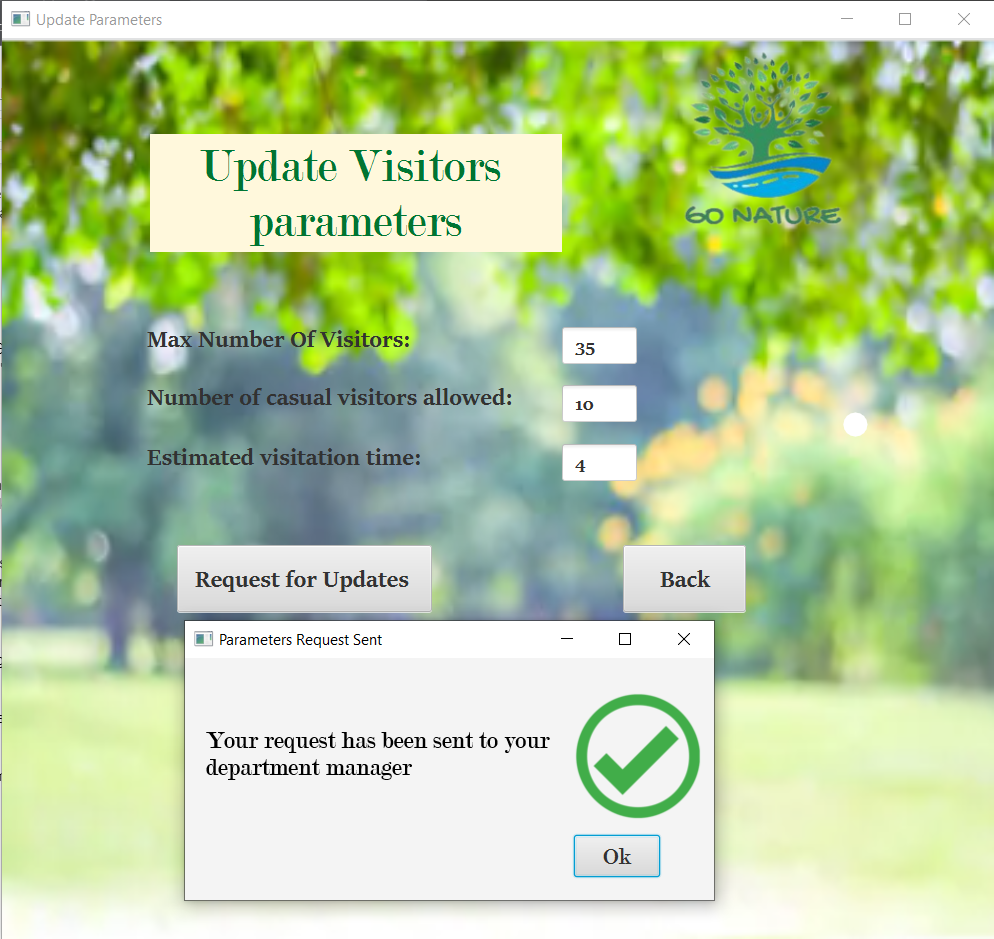 Update Parameters
GO NATURE
Update Visitors
parameters
Max Number Of Visitors:
35
Number of casual visitors allowed:
10
Estimated visitation time:
4
Request for Updates
Back
Parameters Request Sent
Your request has been sent to your
department manager
Ok